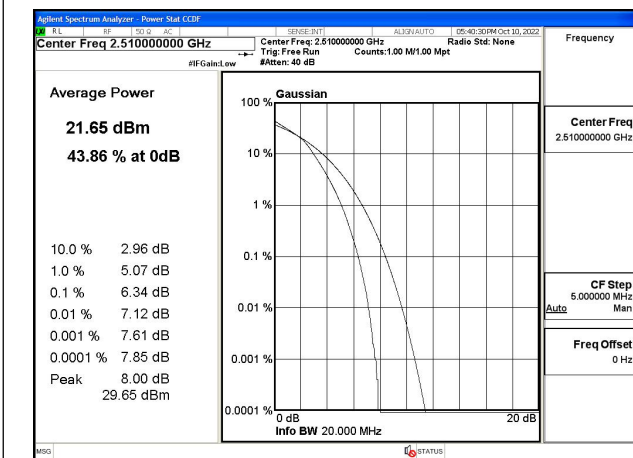 Agilent Spectrum Analyzer - Power Stat CCDF
RL RF 50 Ω AC SENSE:INT ALIGNAUTO 05:40:30PM Oct 10, 2022
Center Freq 2.510000000 GHz
Center Freq: 2.510000000 GHz Radio Std: None
Trig: Free Run Counts:1.00 M/1.00 Mpt
#IFGain:Low #Atten: 40 dB
Frequency
Average Power
21.65 dBm
43.86 % at 0dB
10.0 % 2.96 dB
1.0 % 5.07 dB
0.1 % 6.34 dB
0.01 % 7.12 dB
0.001 % 7.61 dB
0.0001 % 7.85 dB
Peak 8.00 dB
29.65 dBm
Gaussian
100 %
10 %
1 %
0.1 %
0.01 %
0.001 %
0.0001 %
0 dB 20 dB
Info BW 20.000 MHz
Center Freq
2.510000000 GHz
CF Step
5.000000 MHz
Auto Man
Freq Offset
0 Hz
MSG STATUS